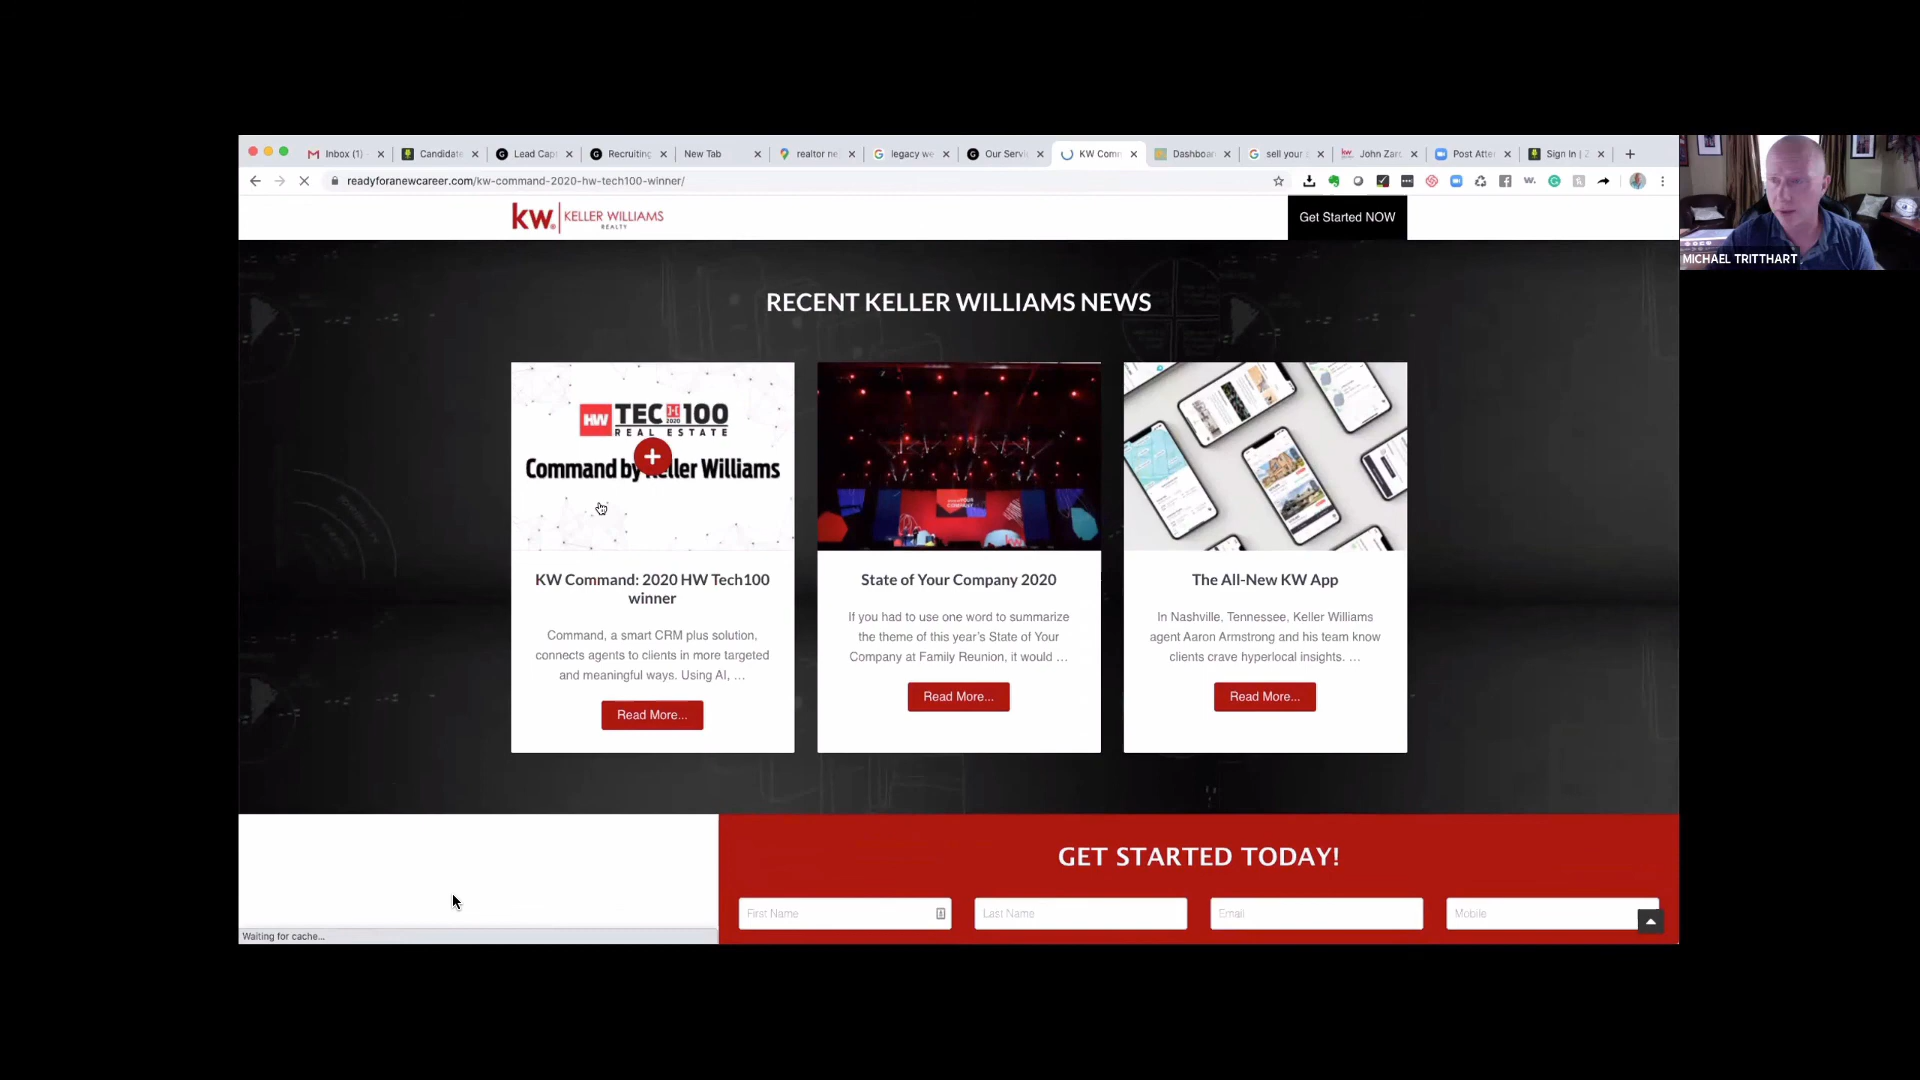 Inbox (1)
Candidate
Lead Cap
Recruiting
New Tab
realtor ne
legacy we
Our Servi
KW Com
Dashboar
sell your
John Zarc
Post Atte
Sign In | Z
readyforanewcareer.com/kw-command-2020-hw-tech100-winner/
kw KELLER WILLIAMS
REALTY
Get Started NOW
MICHAEL TRITTHART
RECENT KELLER WILLIAMS NEWS
HW TECH100
2020
REAL ESTATE
Command by Keller Williams
KW Command: 2020 HW Tech100
winner
Command, a smart CRM plus solution,
connects agents to clients in more targeted
and meaningful ways. Using AI, …
Read More...
State of Your Company 2020
If you had to use one word to summarize
the theme of this year’s State of Your
Company at Family Reunion, it would …
Read More...
The All-New KW App
In Nashville, Tennessee, Keller Williams
agent Aaron Armstrong and his team know
clients crave hyperlocal insights. …
Read More...
GET STARTED TODAY!
First Name
Last Name
Email
Mobile
Waiting for cache...